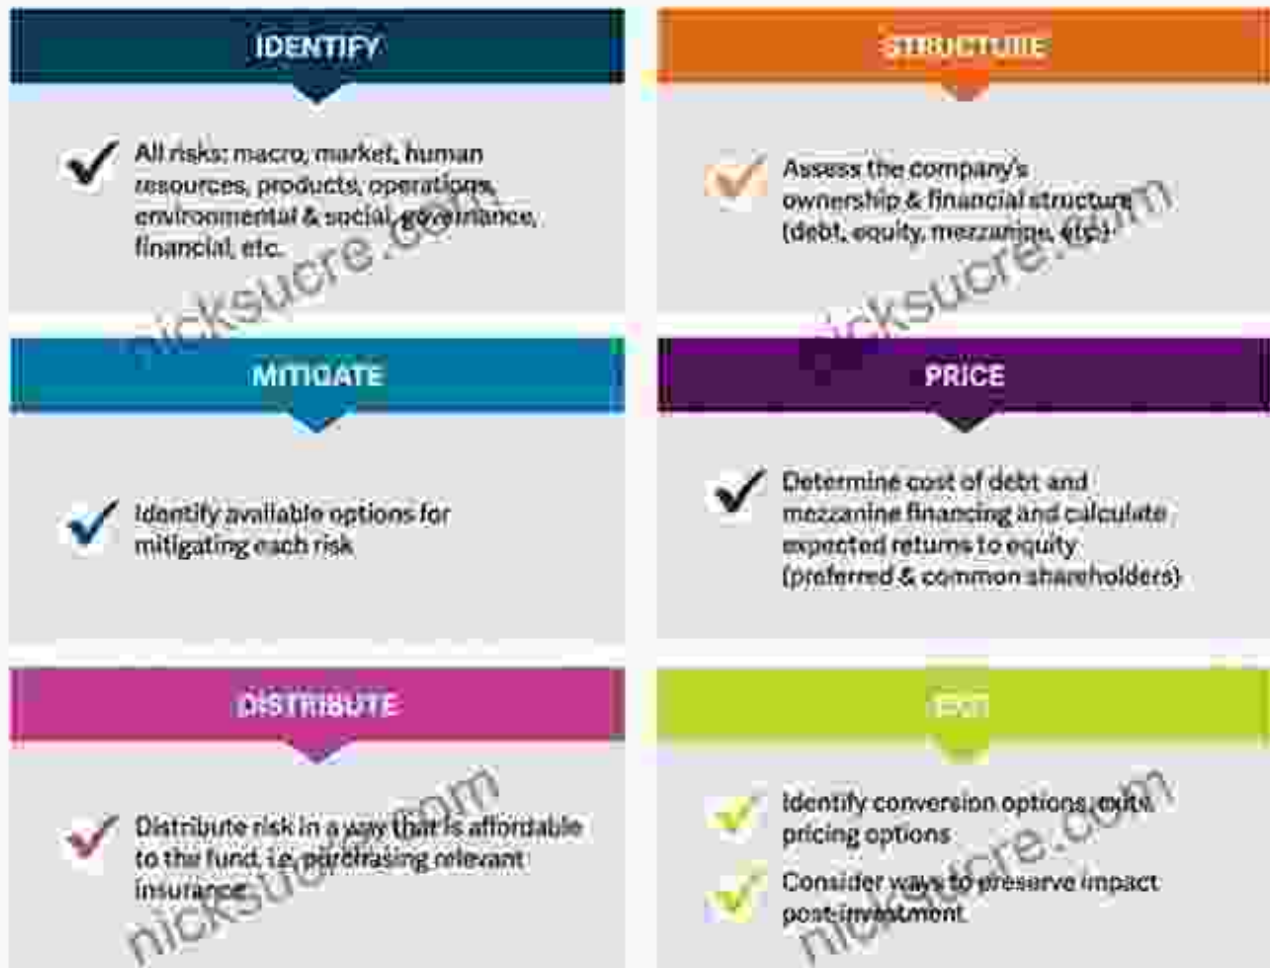 IDENTIFY
All risks: macro, market, human
resources, products, operations,
environmental & social, governance,
financial, etc.
STRUCTURE
Assess the company's
ownership & financial structure
(debt, equity, mezzanine, etc.)
MITIGATE
Identify available options for
mitigating each risk
PRICE
Determine cost of debt and
mezzanine financing and calculate
expected returns to equity
(preferred & common shareholders)
DISTRIBUTE
Distribute risk in a way that is affordable
to the fund, i.e. purchasing relevant
insurance
EXIT
Identify conversion options, puts,
pricing options
Consider ways to preserve impact
post-investment
nicksucre.com
nicksucre.com
nicksucre.com
nicksucre.com